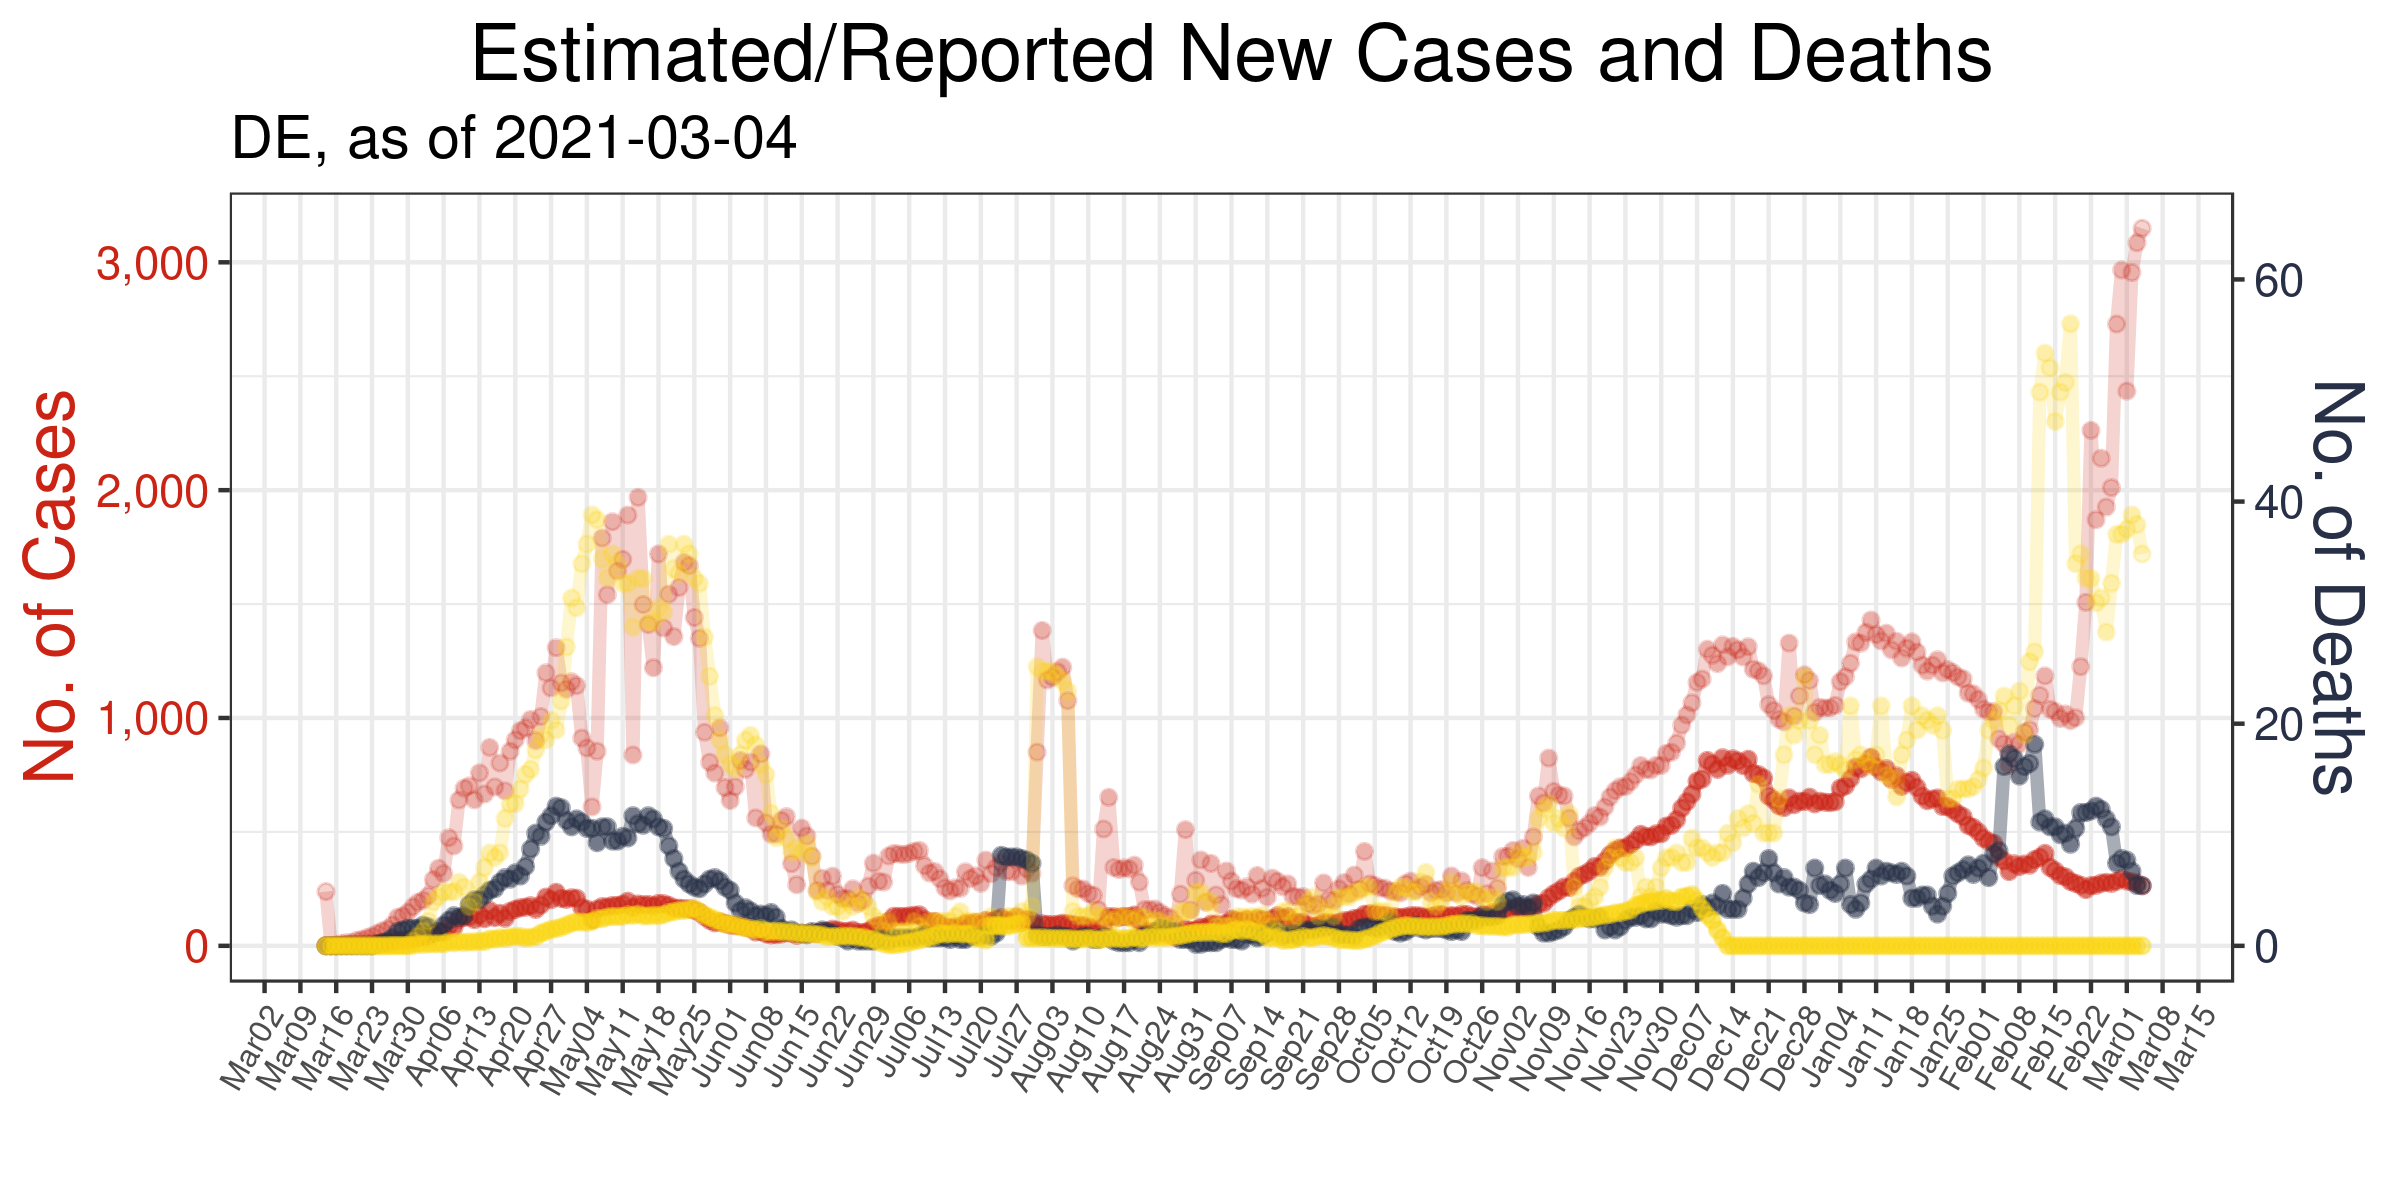 Estimated/Reported New Cases and Deaths
DE, as of 2021-03-04
No. of Cases
3,000
2,000
1,000
0
60
40
20
0
No. of Deaths
Mar02
Mar09
Mar16
Mar23
Mar30
Apr06
Apr13
Apr20
Apr27
May04
May11
May18
May25
Jun01
Jun08
Jun15
Jun22
Jun29
Jul06
Jul13
Jul20
Jul27
Aug03
Aug10
Aug17
Aug24
Aug31
Sep07
Sep14
Sep21
Sep28
Oct05
Oct12
Oct19
Oct26
Nov02
Nov09
Nov16
Nov23
Nov30
Dec07
Dec14
Dec21
Dec28
Jan04
Jan11
Jan18
Jan25
Feb01
Feb08
Feb15
Feb22
Mar01
Mar08
Mar15